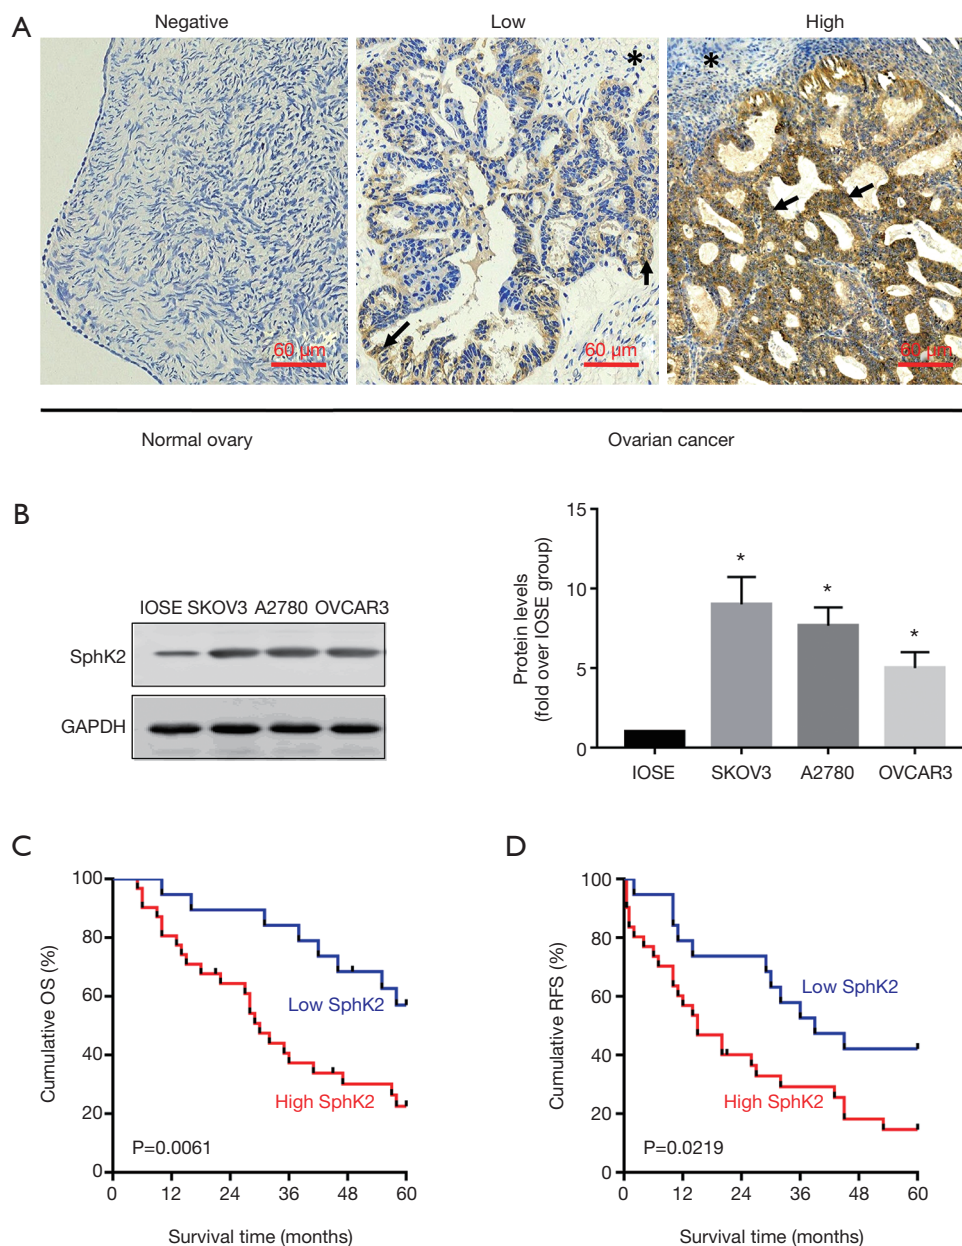 A
Negative
Low
High
*
*
60 µm
60 µm
60 µm
Normal ovary
Ovarian cancer
B
IOSE SKOV3 A2780 OVCAR3
SphK2
GAPDH
Protein levels
(fold over IOSE group)
15
10
5
0
*
*
*
IOSE
SKOV3
A2780
OVCAR3
C
Cumulative OS (%)
100
80
60
40
20
0
Low SphK2
High SphK2
P=0.0061
0
12
24
36
48
60
Survival time (months)
D
Cumulative RFS (%)
100
80
60
40
20
0
Low SphK2
High SphK2
P=0.0219
0
12
24
36
48
60
Survival time (months)